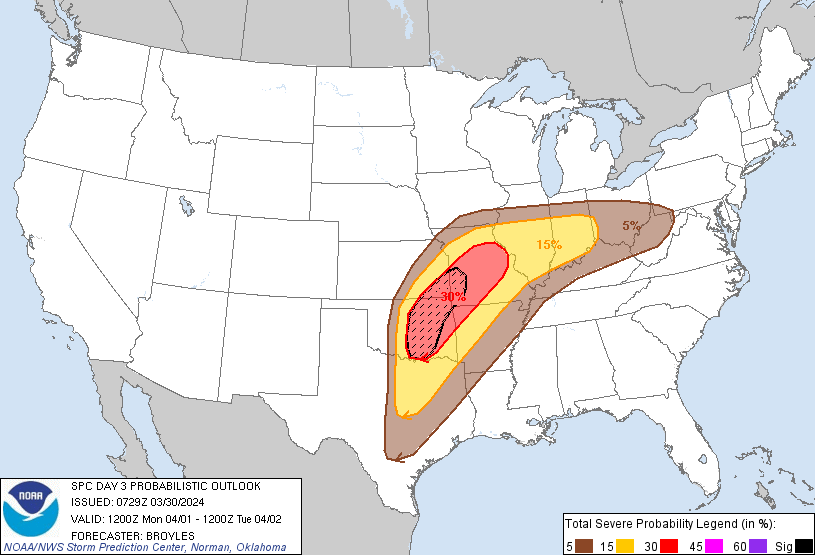 5%
15%
30%
NOAA
SPC DAY 3 PROBABILISTIC OUTLOOK
ISSUED: 0729Z 03/30/2024
VALID: 1200Z Mon 04/01 - 1200Z Tue 04/02
FORECASTER: BROYLES
NOAA/NWS Storm Prediction Center, Norman, Oklahoma
Total Severe Probability Legend (in %):
5 15 30 45 60 Sig